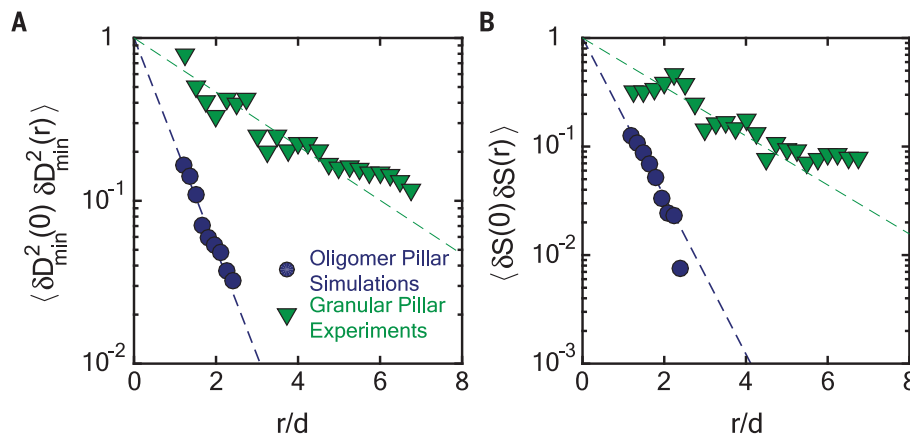 A
⟨ δD²min(0) δD²min(r) ⟩
1
10⁻¹
10⁻²
0 2 4 6 8
r/d
Oligomer Pillar
Simulations
Granular Pillar
Experiments
B
⟨ δS(0) δS(r) ⟩
1
10⁻¹
10⁻²
10⁻³
0 2 4 6 8
r/d